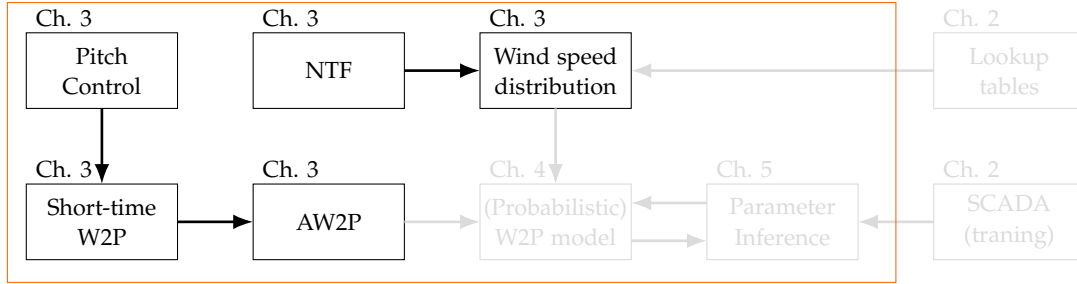 Ch. 3
Pitch
Control
Ch. 3
NTF
Ch. 3
Wind speed
distribution
Ch. 2
Lookup
tables
Ch. 3
Short-time
W2P
Ch. 3
AW2P
Ch. 4
(Probabilistic)
W2P model
Ch. 5
Parameter
Inference
Ch. 2
SCADA
(traning)